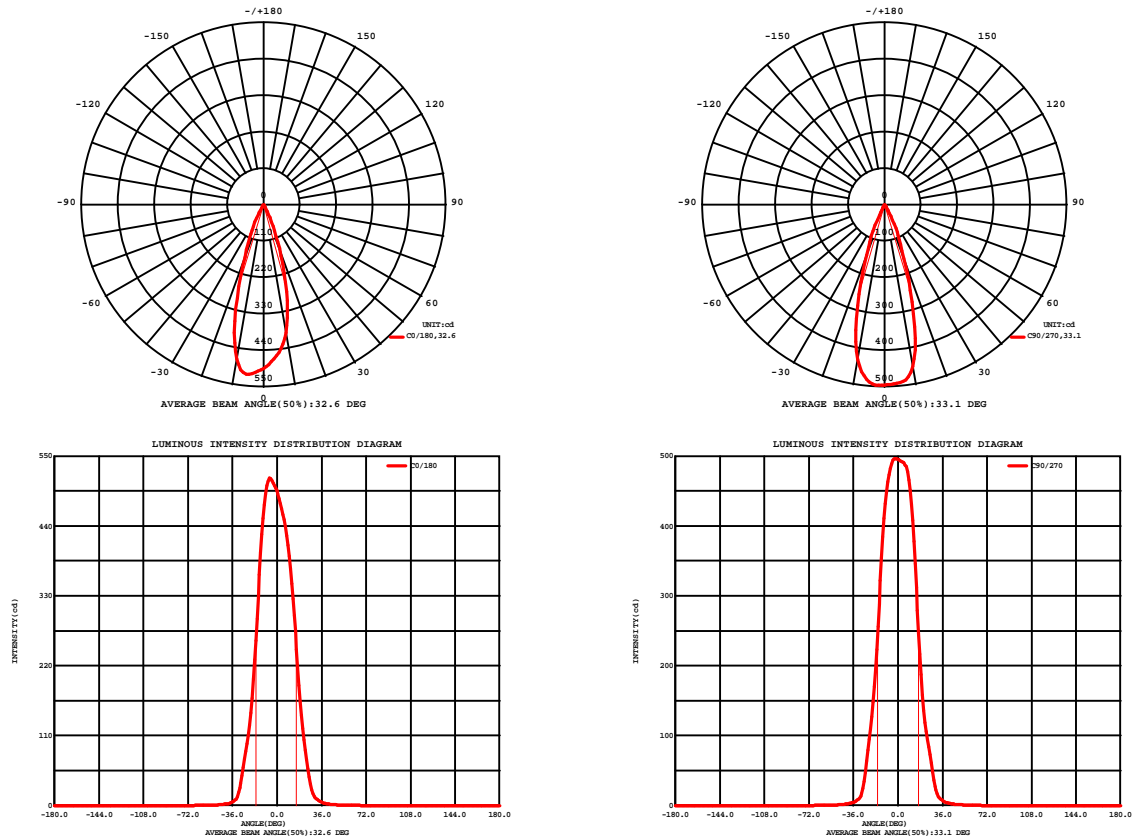 -/+180
-150
150
-120
120
-90
90
0
110
220
330
440
550
-60
60
-30
30
0
UNIT:cd
C0/180,32.6
AVERAGE BEAM ANGLE(50%):32.6 DEG
-/+180
-150
150
-120
120
-90
90
0
100
200
300
400
500
-60
60
-30
30
0
UNIT:cd
C90/270,33.1
AVERAGE BEAM ANGLE(50%):33.1 DEG
LUMINOUS INTENSITY DISTRIBUTION DIAGRAM
C0/180
550
440
330
220
110
0
INTENSITY(cd)
-180.0 -144.0 -108.0 -72.0 -36.0 0.0 36.0 72.0 108.0 144.0 180.0
ANGLE(DEG)
AVERAGE BEAM ANGLE(50%):32.6 DEG
LUMINOUS INTENSITY DISTRIBUTION DIAGRAM
C90/270
500
400
300
200
100
0
INTENSITY(cd)
-180.0 -144.0 -108.0 -72.0 -36.0 0.0 36.0 72.0 108.0 144.0 180.0
ANGLE(DEG)
AVERAGE BEAM ANGLE(50%):33.1 DEG